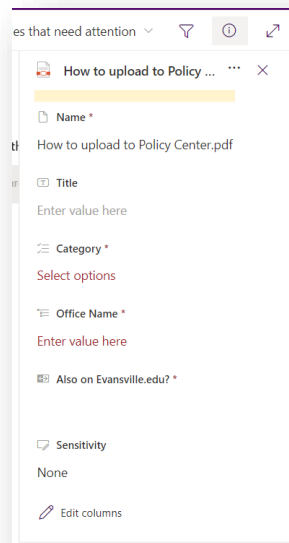 es that need attention
How to upload to Policy ... ...
Name *
How to upload to Policy Center.pdf
Title
Enter value here
Category *
Select options
Office Name *
Enter value here
Also on Evansville.edu? *
Sensitivity
None
Edit columns